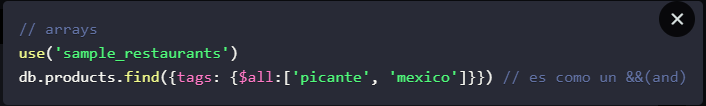 // arrays
use('sample_restaurants')
db.products.find({tags: {$all:['picante', 'mexico']}}) // es como un &&(and)